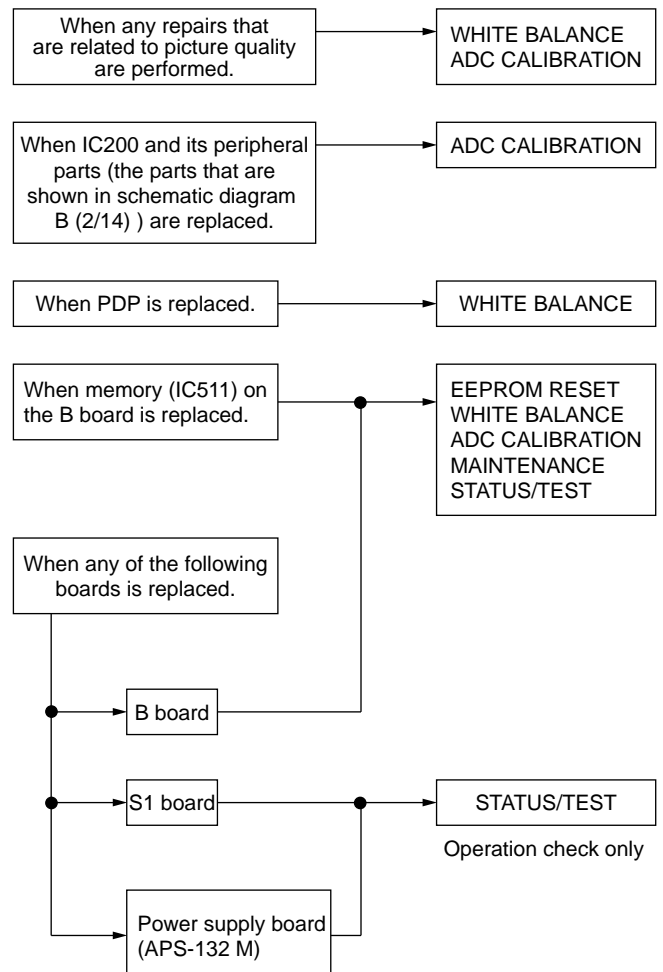 When any repairs that
are related to picture quality
are performed.
WHITE BALANCE
ADC CALIBRATION
When IC200 and its peripheral
parts (the parts that are
shown in schematic diagram
B (2/14) ) are replaced.
ADC CALIBRATION
When PDP is replaced.
WHITE BALANCE
When memory (IC511) on
the B board is replaced.
EEPROM RESET
WHITE BALANCE
ADC CALIBRATION
MAINTENANCE
STATUS/TEST
When any of the following
boards is replaced.
B board
S1 board
STATUS/TEST
Operation check only
Power supply board
(APS-132 M)